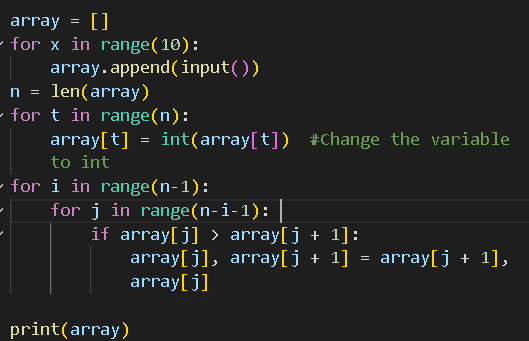 array = []
for x in range(10):
    array.append(input())
n = len(array)
for t in range(n):
    array[t] = int(array[t])  #Change the variable
    to int
for i in range(n-1):
    for j in range(n-i-1):
        if array[j] > array[j + 1]:
            array[j], array[j + 1] = array[j + 1],
            array[j]
print(array)